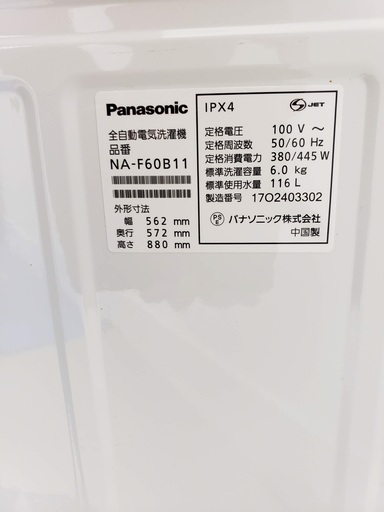 Panasonic
全自動電気洗濯機
品番
NA-F60B11
外形寸法
幅 562 mm
奥行 572 mm
高さ 880 mm
IPX4
JET
定格電圧 100 V ～
定格周波数 50/60 Hz
定格消費電力 380/445 W
標準洗濯容量 6.0 kg
標準使用水量 116 L
製造番号 17O2403302
PS E パナソニック株式会社
中国製